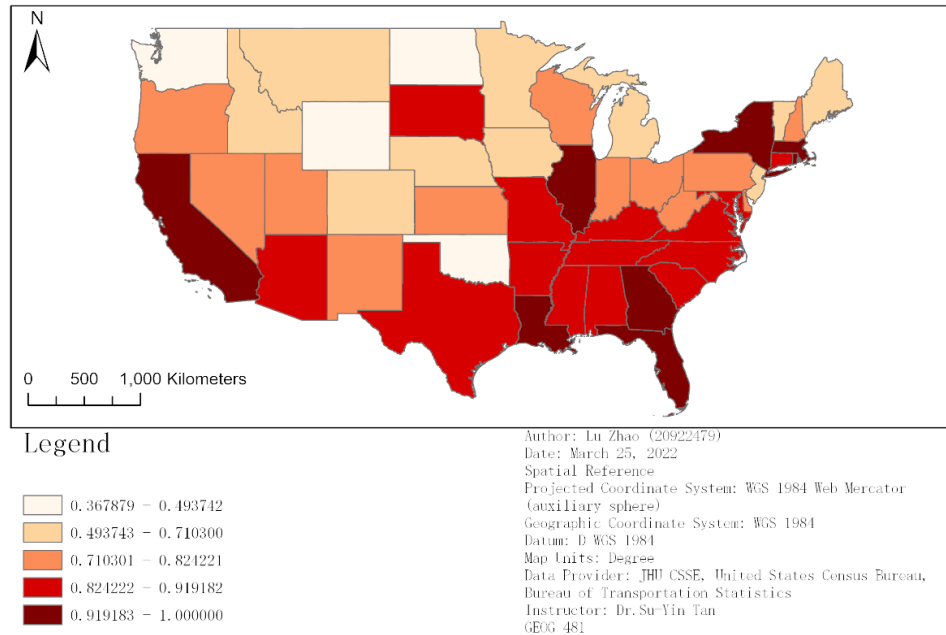 N
0 500 1,000 Kilometers
Legend
0.367879 - 0.493742
0.493743 - 0.710300
0.710301 - 0.824221
0.824222 - 0.919182
0.919183 - 1.000000
Author: Lu Zhao (20922479)
Date: March 25, 2022
Spatial Reference
Projected Coordinate System: WGS 1984 Web Mercator
(auxiliary sphere)
Geographic Coordinate System: WGS 1984
Datum: D WGS 1984
Map Units: Degree
Data Provider: JHU CSSE, United States Census Bureau,
Bureau of Transportation Statistics
Instructor: Dr.Su-Yin Tan
GEOG 481